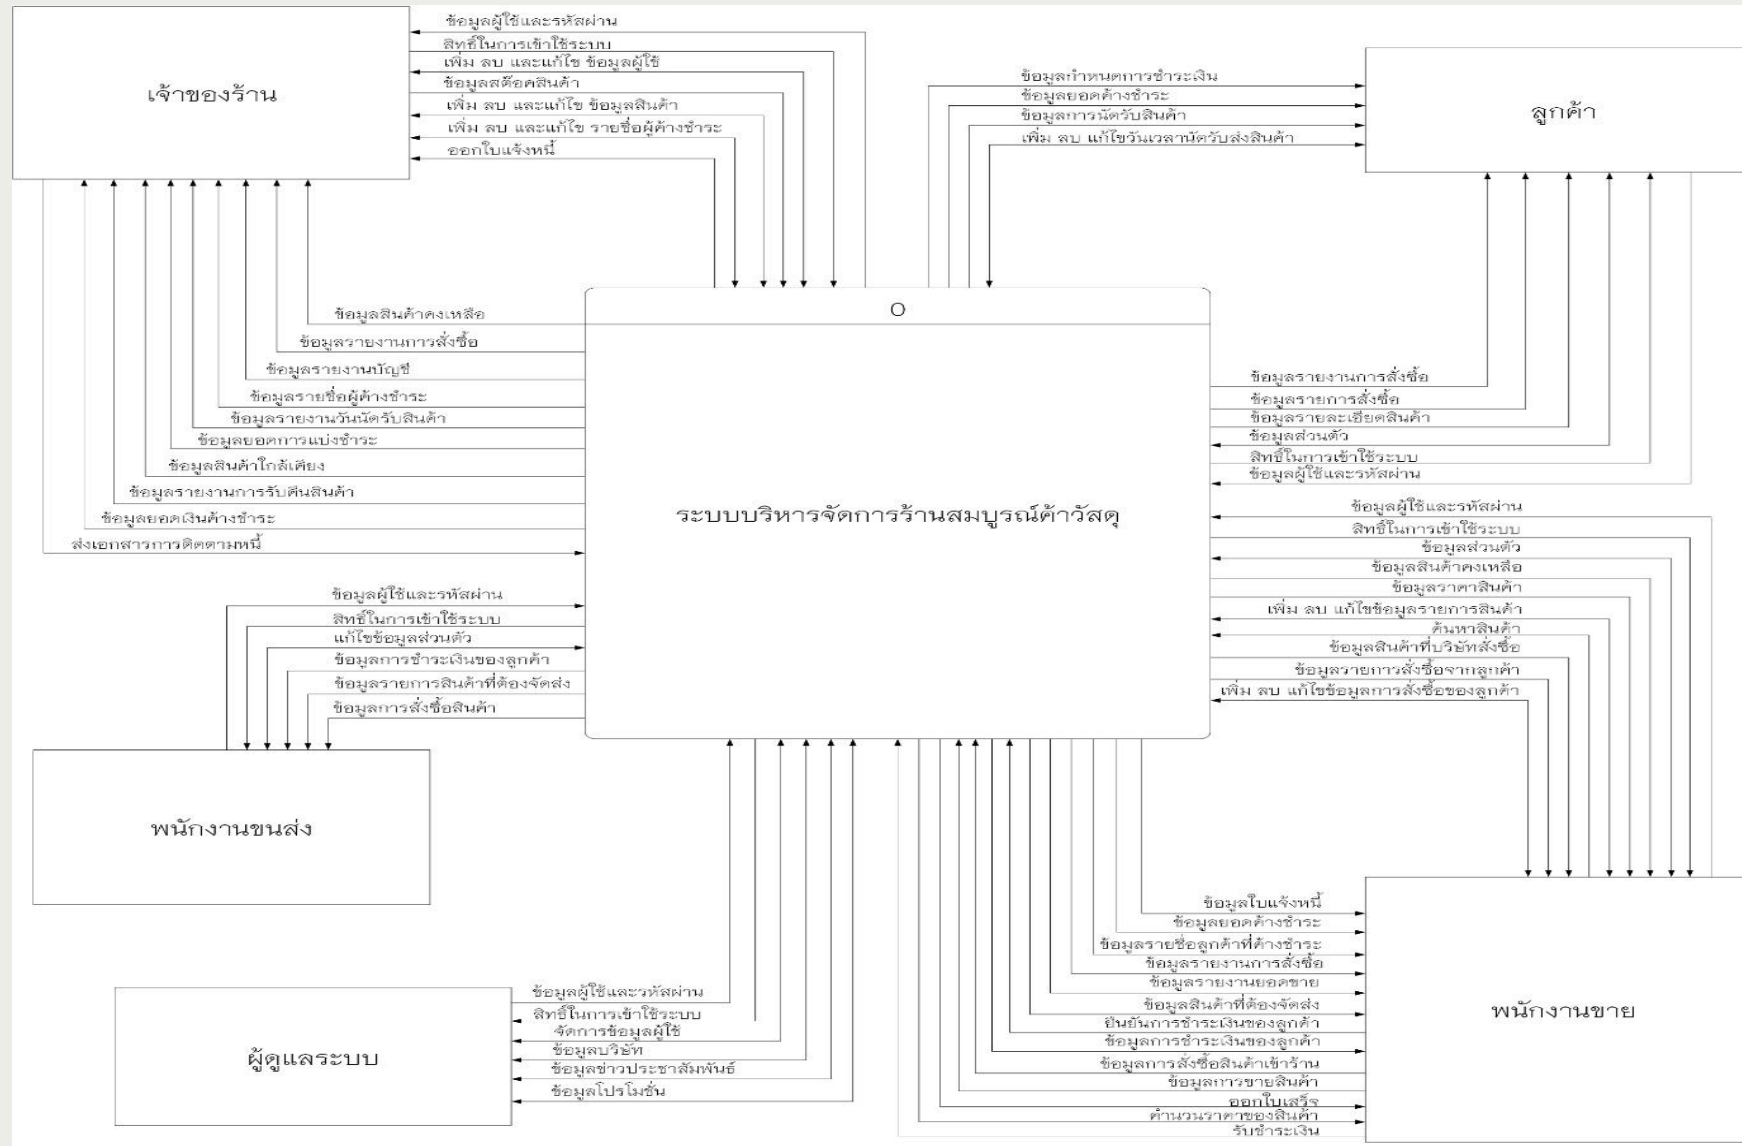 เจ้าของร้าน
ข้อมูลผู้ใช้และรหัสผ่าน
สิทธิ์ในการเข้าใช้ระบบ
เพิ่ม ลบ และแก้ไข ข้อมูลผู้ใช้
ข้อมูลสต๊อคสินค้า
เพิ่ม ลบ และแก้ไข ข้อมูลสินค้า
เพิ่ม ลบ และแก้ไข รายชื่อผู้ค้างชำระ
ออกใบแจ้งหนี้
ข้อมูลกำหนดการชำระเงิน
ข้อมูลยอดค้างชำระ
ข้อมูลการนัดรับสินค้า
เพิ่ม ลบ แก้ไขวันเวลานัดรับส่งสินค้า
ลูกค้า
ข้อมูลสินค้าคงเหลือ
ข้อมูลรายงานการสั่งซื้อ
ข้อมูลรายงานบัญชี
ข้อมูลรายชื่อผู้ค้างชำระ
ข้อมูลรายงานวันนัดรับสินค้า
ข้อมูลยอดการแบ่งชำระ
ข้อมูลสินค้าใกล้เคียง
ข้อมูลรายงานการรับคืนสินค้า
ข้อมูลยอดเงินค้างชำระ
ส่งเอกสารการติดตามหนี้
0
ระบบบริหารจัดการร้านสมบูรณ์ค้าวัสดุ
ข้อมูลรายงานการสั่งซื้อ
ข้อมูลรายการสั่งซื้อ
ข้อมูลรายละเอียดสินค้า
ข้อมูลส่วนตัว
สิทธิ์ในการเข้าใช้ระบบ
ข้อมูลผู้ใช้และรหัสผ่าน
ข้อมูลผู้ใช้และรหัสผ่าน
สิทธิ์ในการเข้าใช้ระบบ
ข้อมูลส่วนตัว
ข้อมูลสินค้าคงเหลือ
ข้อมูลราคาสินค้า
เพิ่ม ลบ แก้ไขข้อมูลรายการสินค้า
ค้นหาสินค้า
ข้อมูลสินค้าที่บริษัทสั่งซื้อ
ข้อมูลรายการสั่งซื้อจากลูกค้า
เพิ่ม ลบ แก้ไขข้อมูลการสั่งซื้อของลูกค้า
ข้อมูลผู้ใช้และรหัสผ่าน
สิทธิ์ในการเข้าใช้ระบบ
แก้ไขข้อมูลส่วนตัว
ข้อมูลการชำระเงินของลูกค้า
ข้อมูลรายการสินค้าที่ต้องจัดส่ง
ข้อมูลการสั่งซื้อสินค้า
พนักงานขนส่ง
ข้อมูลผู้ใช้และรหัสผ่าน
สิทธิ์ในการเข้าใช้ระบบ
จัดการข้อมูลผู้ใช้
ข้อมูลบริษัท
ข้อมูลข่าวประชาสัมพันธ์
ข้อมูลโปรโมชั่น
ผู้ดูแลระบบ
ข้อมูลใบแจ้งหนี้
ข้อมูลยอดค้างชำระ
ข้อมูลรายชื่อลูกค้าที่ค้างชำระ
ข้อมูลรายงานการสั่งซื้อ
ข้อมูลรายงานยอดขาย
ข้อมูลสินค้าที่ต้องจัดส่ง
ยืนยันการชำระเงินของลูกค้า
ข้อมูลการชำระเงินของลูกค้า
ข้อมูลการสั่งซื้อสินค้าเข้าร้าน
ข้อมูลการขายสินค้า
ออกใบเสร็จ
คำนวนราคาของสินค้า
รับชำระเงิน
พนักงานขาย